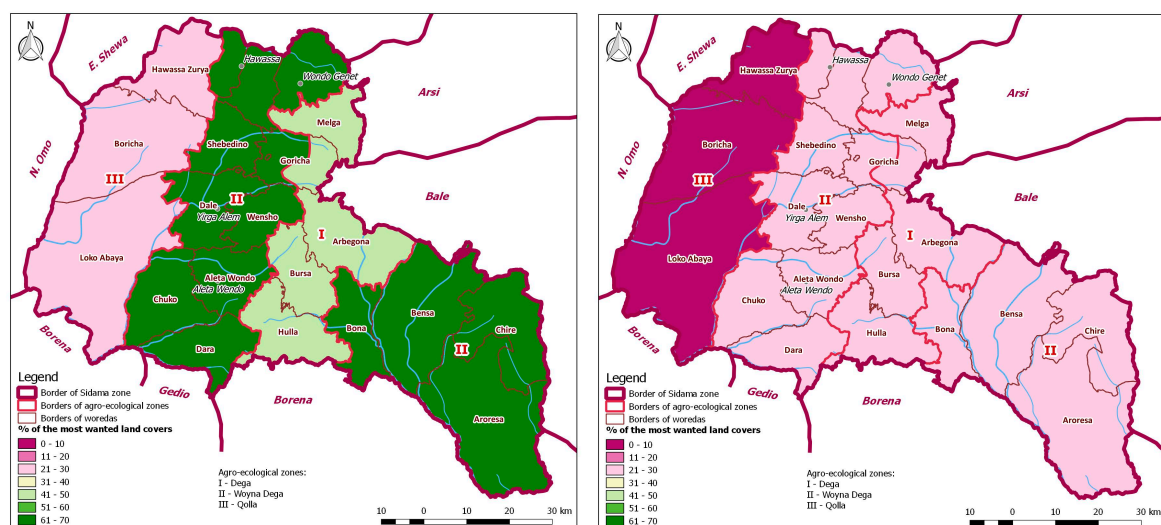 N
E. Shewa
Hawassa
Hawassa Zurya
Wondo Genet
Arsi
Melga
N. Omo
Boricha
Shebedino
Goricha
III
Bale
II
Dale
Yirga Alem
Wensho
I
Arbegona
Loko Abaya
Aleta Wondo
Bursa
Aleta Wendo
Chuko
Bensa
Borena
Hulla
Bona
Chire
II
Dara
Gedio
Borena
Aroresa
Legend
Border of Sidama zone
Borders of agro-ecological zones
Borders of woredas
% of the most wanted land covers
0 - 10
11 - 20
21 - 30
31 - 40
41 - 50
51 - 60
61 - 70
Agro-ecological zones:
I - Dega
II - Woyna Dega
III - Qolla
10 0 10 20 30 km
N
E. Shewa
Hawassa
Hawassa Zurya
Wondo Genet
Arsi
Melga
N. Omo
Boricha
Shebedino
Goricha
III
Bale
II
Dale
Yirga Alem
Wensho
I
Arbegona
Loko Abaya
Aleta Wondo
Bursa
Aleta Wendo
Chuko
Bensa
Borena
Hulla
Bona
Chire
II
Dara
Gedio
Borena
Aroresa
Legend
Border of Sidama zone
Borders of agro-ecological zones
Borders of woredas
% of the most wanted land covers
0 - 10
11 - 20
21 - 30
31 - 40
41 - 50
51 - 60
61 - 70
Agro-ecological zones:
I - Dega
II - Woyna Dega
III - Qolla
10 0 10 20 30 km